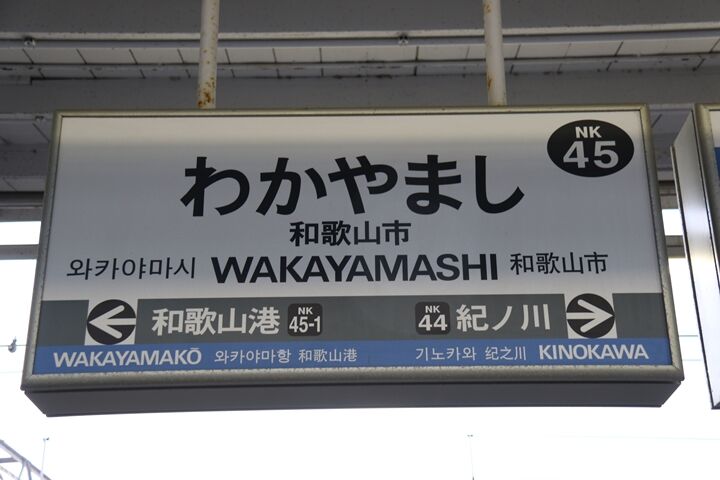 NK
45
わかやまし
和歌山市
와카야마시 WAKAYAMASHI 和歌山市
和歌山港 NK 45-1 NK 44 紀ノ川
WAKAYAMAKŌ 와카야마항 和歌山港 기노카와 纪之川 KINOKAWA